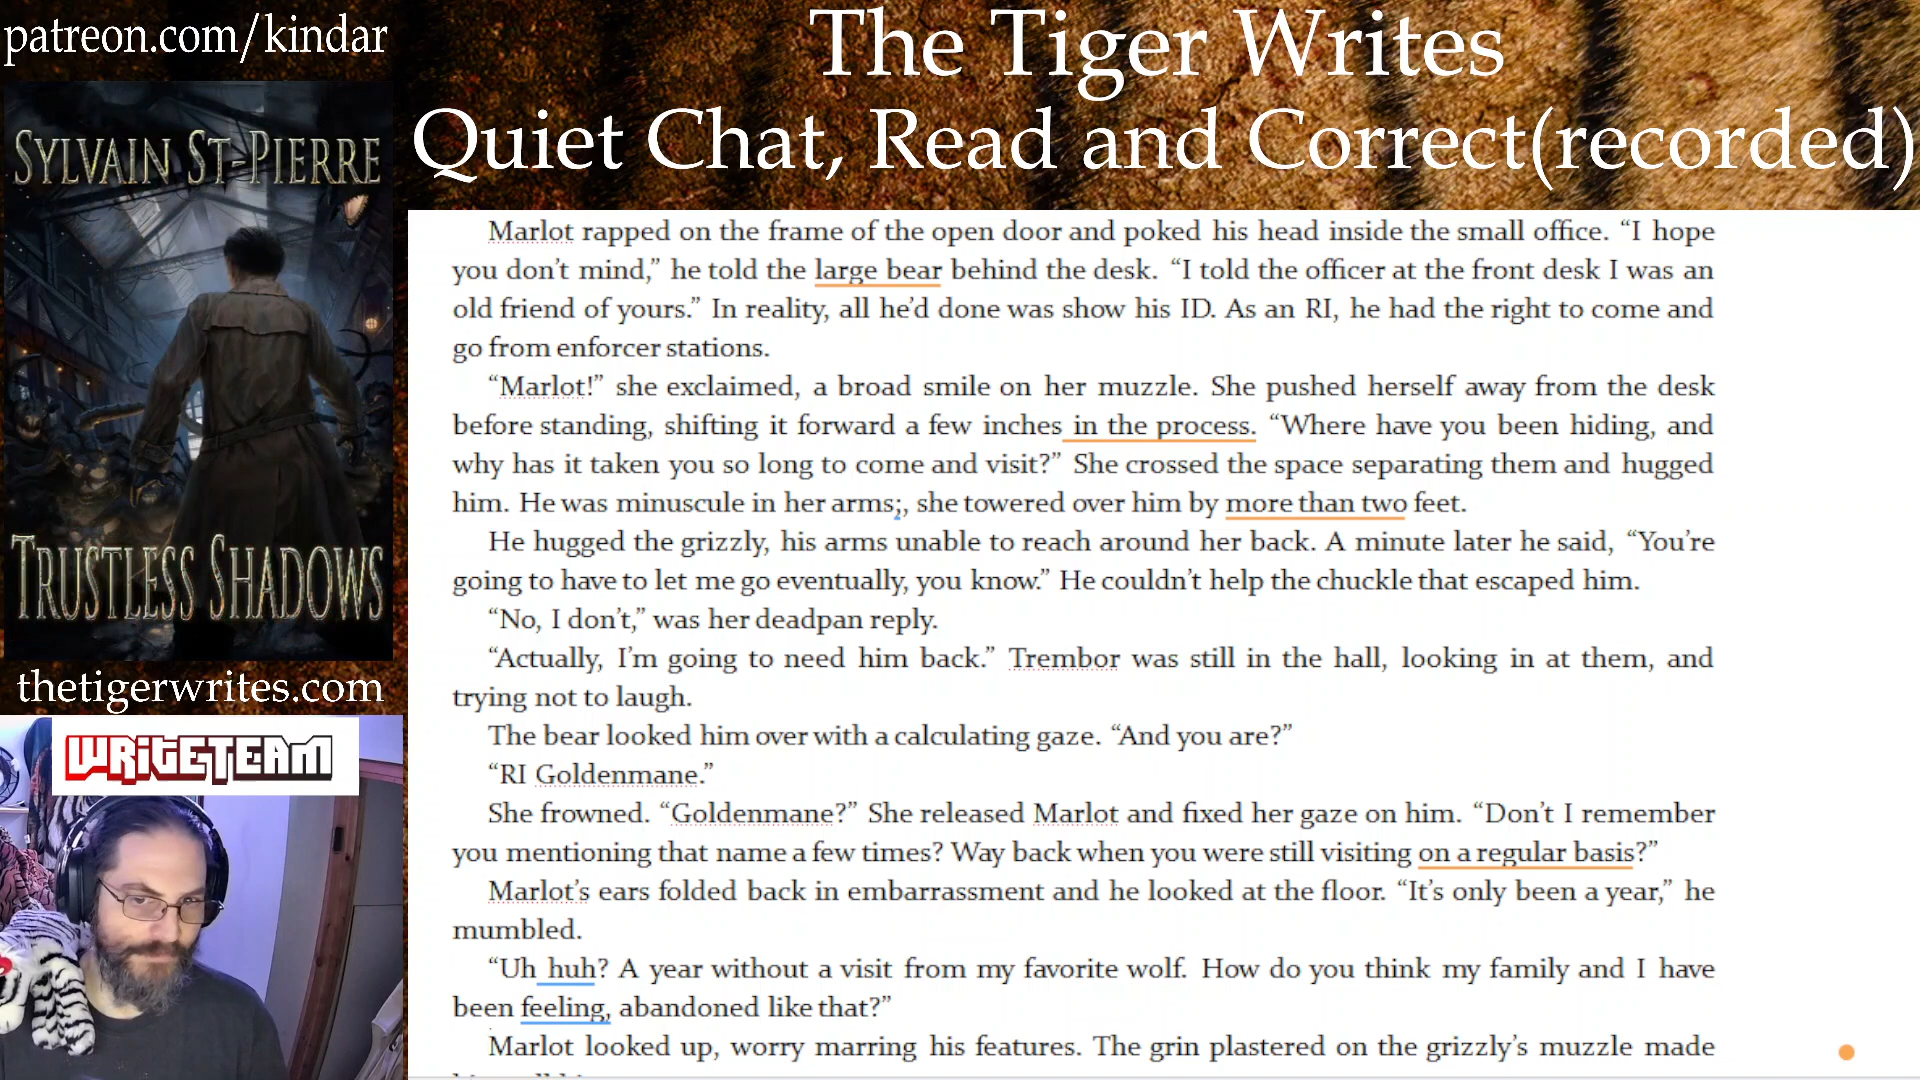 patreon.com/kindar
SYLVAIN ST-PIERRE
TRUSTLESS SHADOWS
thetigerwrites.com
WRITETEAM
The Tiger Writes
Quiet Chat, Read and Correct(recorded)
Marlot rapped on the frame of the open door and poked his head inside the small office. “I hope
you don’t mind,” he told the large bear behind the desk. “I told the officer at the front desk I was an
old friend of yours.” In reality, all he’d done was show his ID. As an RI, he had the right to come and
go from enforcer stations.
“Marlot!” she exclaimed, a broad smile on her muzzle. She pushed herself away from the desk
before standing, shifting it forward a few inches in the process. “Where have you been hiding, and
why has it taken you so long to come and visit?” She crossed the space separating them and hugged
him. He was minuscule in her arms;, she towered over him by more than two feet.
He hugged the grizzly, his arms unable to reach around her back. A minute later he said, “You’re
going to have to let me go eventually, you know.” He couldn’t help the chuckle that escaped him.
“No, I don’t,” was her deadpan reply.
“Actually, I’m going to need him back.” Trembor was still in the hall, looking in at them, and
trying not to laugh.
The bear looked him over with a calculating gaze. “And you are?”
“RI Goldenmane.”
She frowned. “Goldenmane?” She released Marlot and fixed her gaze on him. “Don’t I remember
you mentioning that name a few times? Way back when you were still visiting on a regular basis?”
Marlot’s ears folded back in embarrassment and he looked at the floor. “It’s only been a year,” he
mumbled.
“Uh huh? A year without a visit from my favorite wolf. How do you think my family and I have
been feeling, abandoned like that?”
Marlot looked up, worry marring his features. The grin plastered on the grizzly’s muzzle made